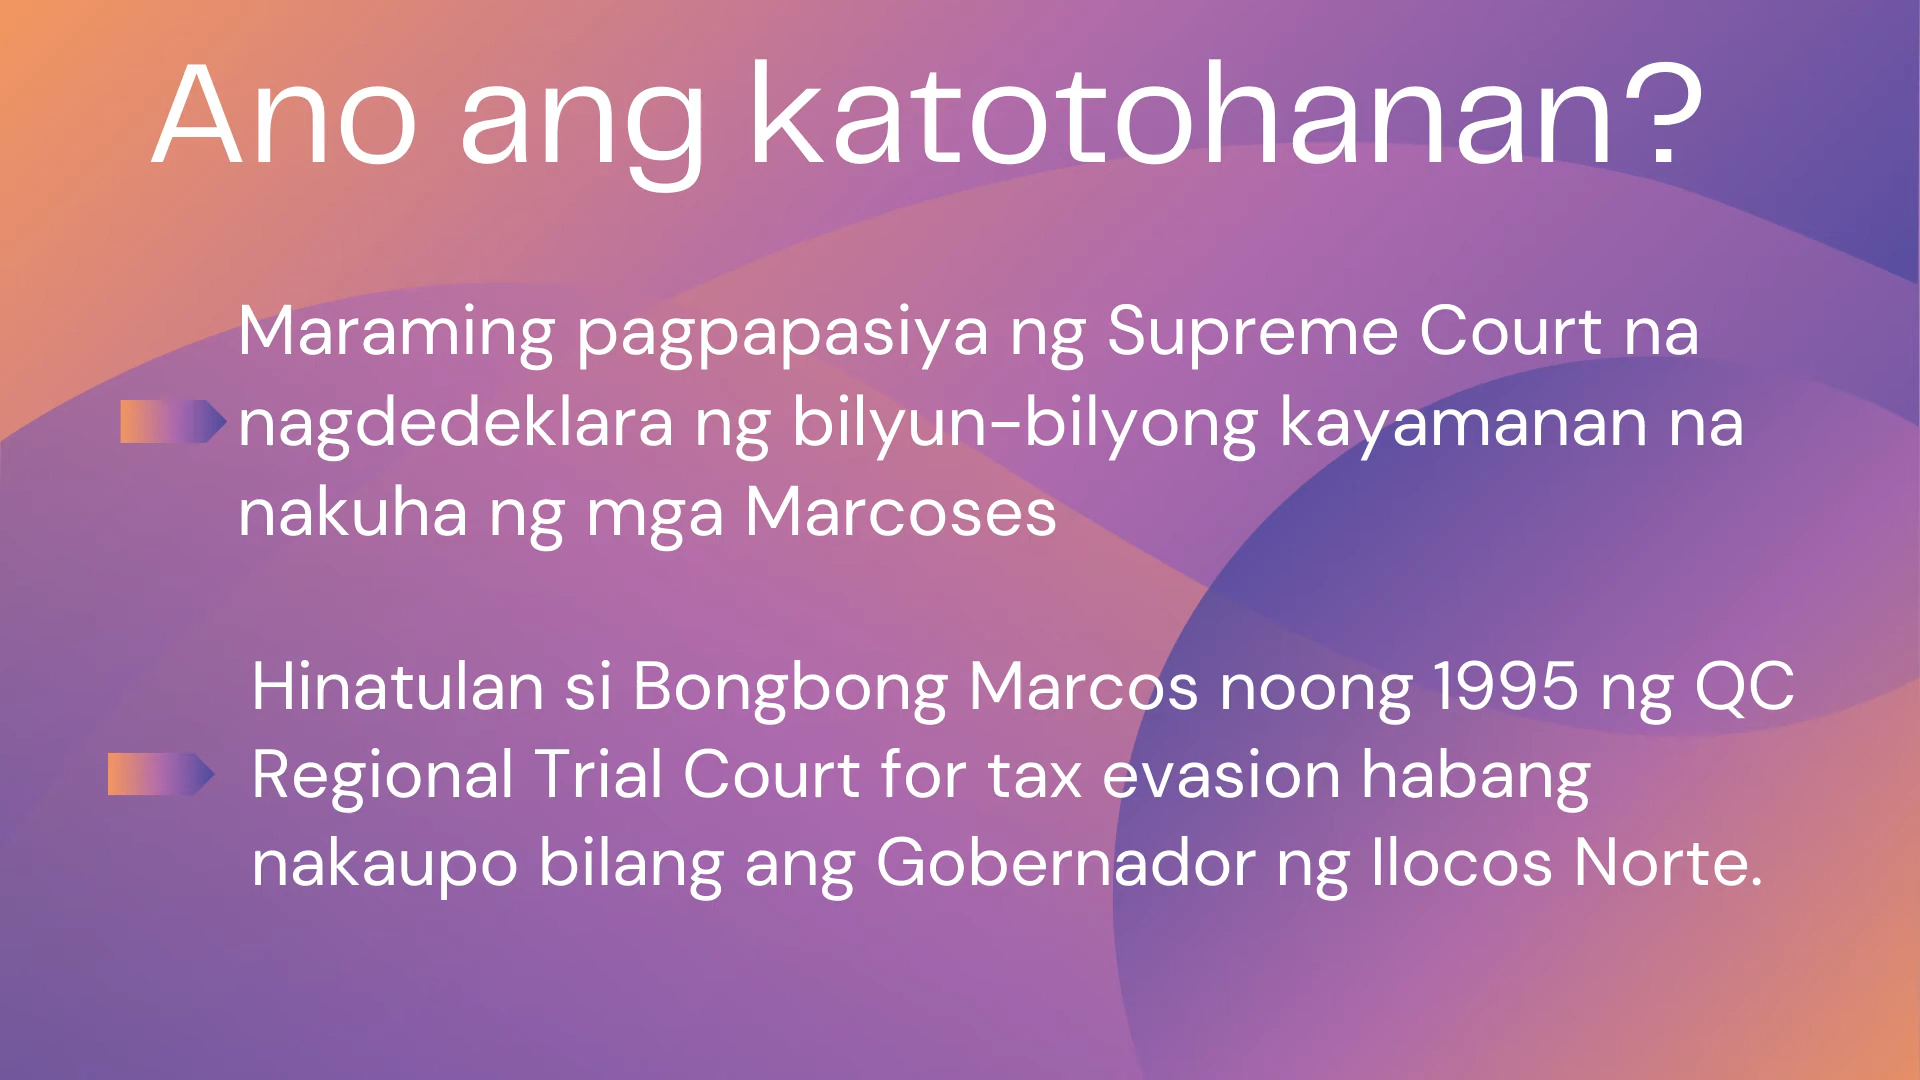 Ano ang katotohanan?
Maraming pagpapasiya ng Supreme Court na
nagdedeklara ng bilyun-bilyong kayamanan na
nakuha ng mga Marcoses
Hinatulan si Bongbong Marcos noong 1995 ng QC
Regional Trial Court for tax evasion habang
nakaupo bilang ang Gobernador ng Ilocos Norte.